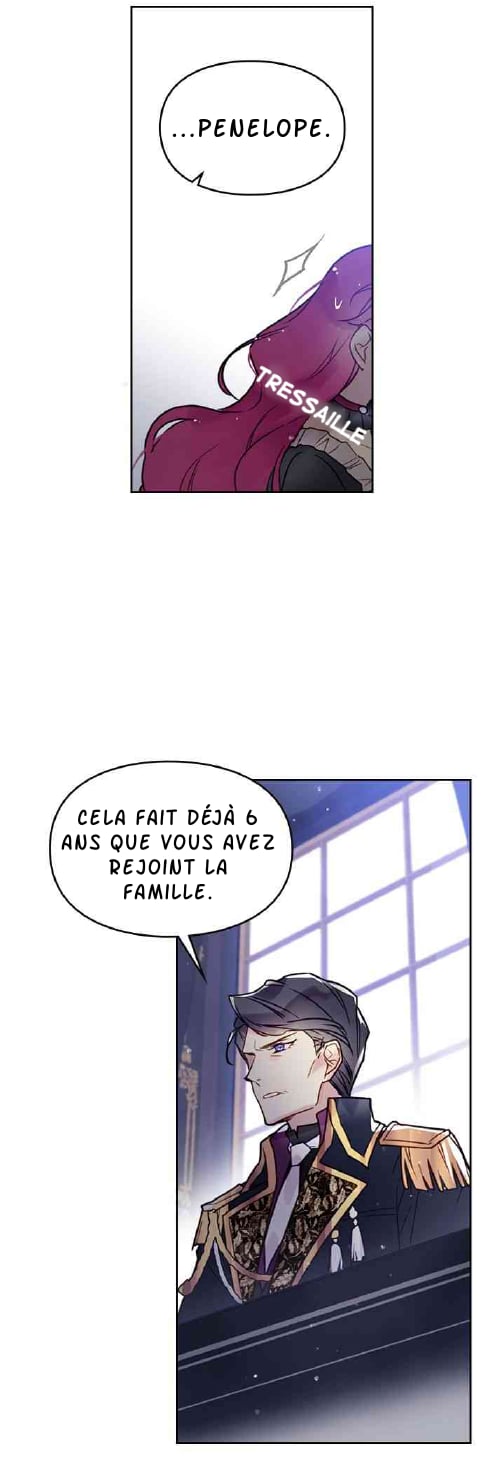 ...PENELOPE.
TRESSAILLE
CELA FAIT DÉJÀ 6
ANS QUE VOUS AVEZ
REJOINT LA
FAMILLE.